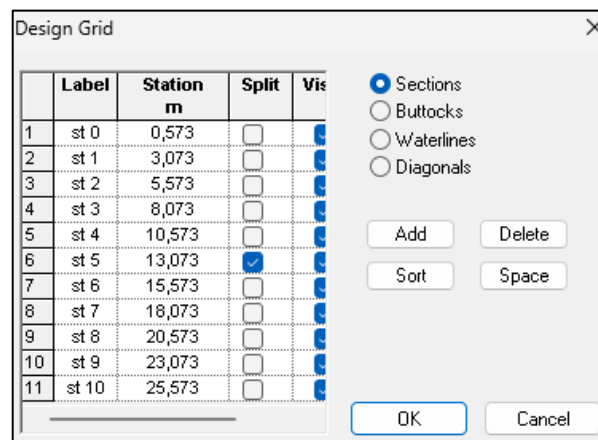 Design Grid
Label Station m Split Vis
1 st 0 0,573
2 st 1 3,073
3 st 2 5,573
4 st 3 8,073
5 st 4 10,573
6 st 5 13,073
7 st 6 15,573
8 st 7 18,073
9 st 8 20,573
10 st 9 23,073
11 st 10 25,573
Sections
Buttocks
Waterlines
Diagonals
Add Delete
Sort Space
OK Cancel